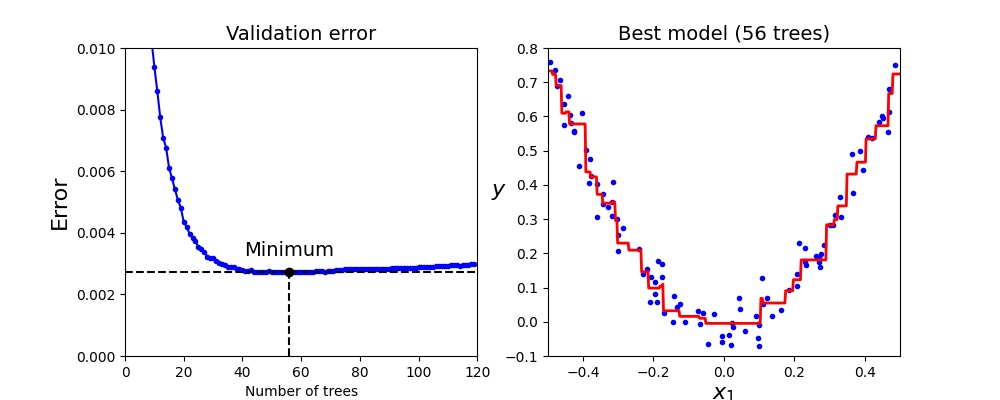 Validation error
0.010
0.008
0.006
0.004
0.002
0.000
Error
Minimum
0 20 40 60 80 100 120
Number of trees
Best model (56 trees)
0.8
0.7
0.6
0.5
0.4
0.3
0.2
0.1
0.0
−0.1
y
−0.4 −0.2 0.0 0.2 0.4
x₁